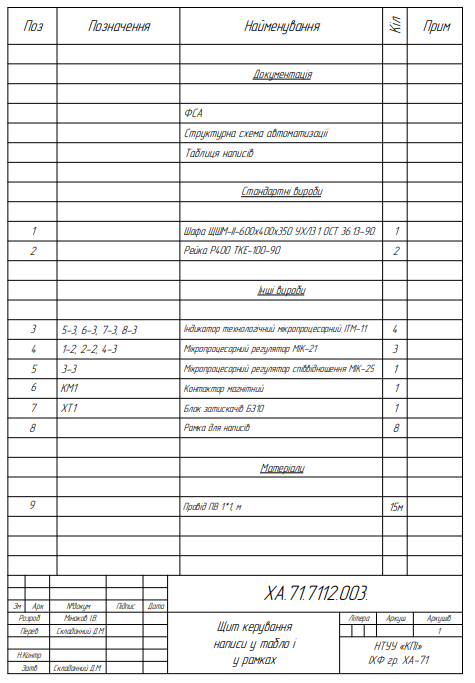 Поз Позначення Найменування Кіл Прим
Документація
ФСА
Структурна схема автоматизації
Таблиця написів
Стандартні вироби
1 Шафа ЩШМ-ІІ-600х400х350 УХЛ3.1 ОСТ 36.13-90. 1
2 Рейка Р400 ТКЕ-100-90 2
Інші вироби
3 5-3, 6-3, 7-3, 8-3 Індикатор технологічний мікропроцесорний ІТМ-11 4
4 1-2, 2-2, 4-3 Мікропроцесорний регулятор МІК-21 3
5 3-3 Мікропроцесорний регулятор співвідношення МІК-25 1
6 КМ1 Контактор магнітний 1
7 ХТ1 Блок затискачів БЗ10 1
8 Рамка для написів 8
Матеріали
9 Провід ПВ 1*1, м 15м
ХА.71.7112.003.
Зм Арк №Докум Підпис Дата
Розроб Мінаков І.В.
Перев Складанний Д.М
Н.Контр
Затв Складанний Д.М
Щит керування
написи у табло і
у рамках
Літера Аркуш Аркушів
1
НТУУ «КПІ»
ІХФ гр. ХА-71